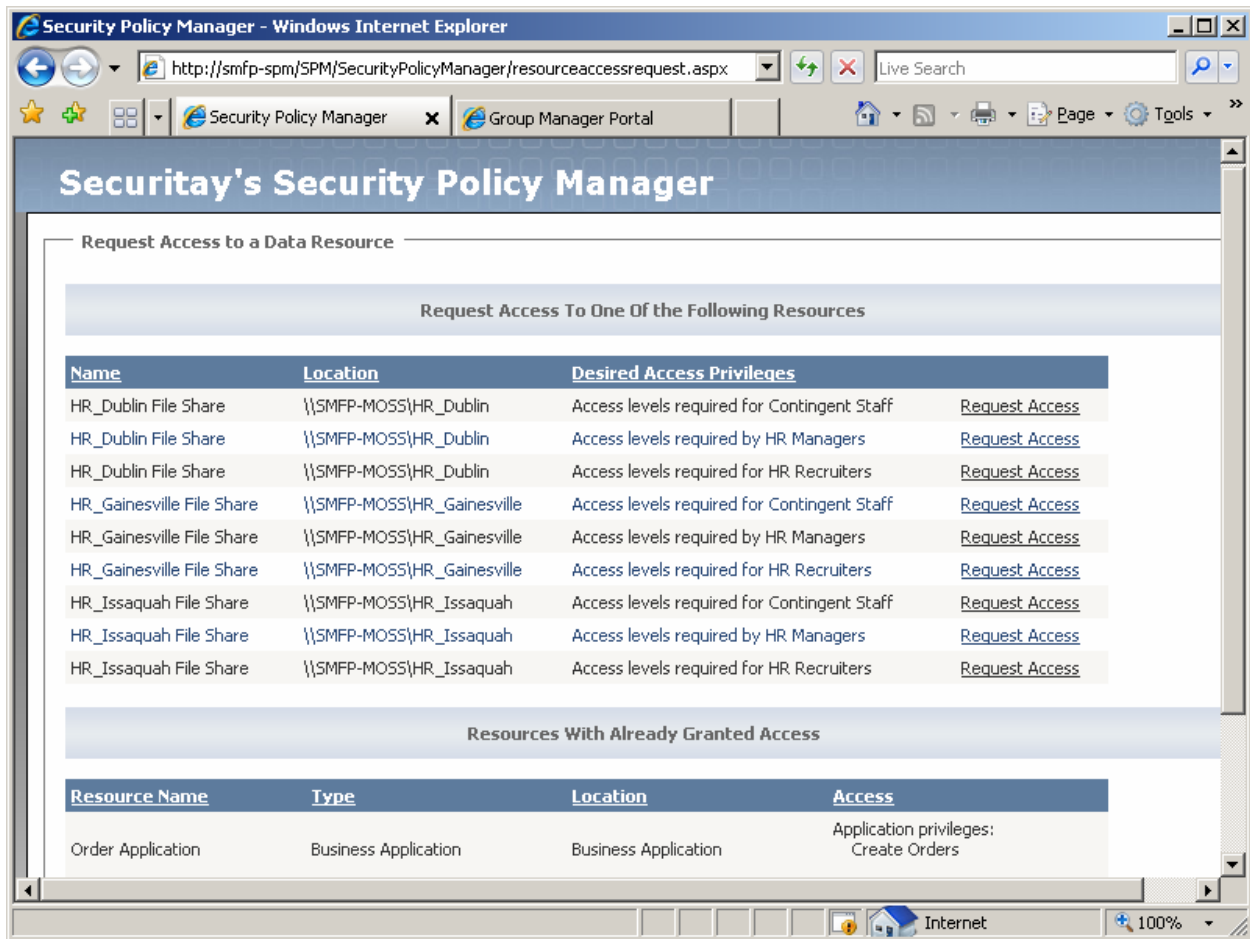 Security Policy Manager - Windows Internet Explorer
http://smfp-spm/SPM/SecurityPolicyManager/resourceaccessrequest.aspx Live Search
Security Policy Manager Group Manager Portal Page Tools »
Securitay's Security Policy Manager
Request Access to a Data Resource
Request Access To One Of the Following Resources
Name Location Desired Access Privileges
HR_Dublin File Share \\SMFP-MOSS\HR_Dublin Access levels required for Contingent Staff Request Access
HR_Dublin File Share \\SMFP-MOSS\HR_Dublin Access levels required by HR Managers Request Access
HR_Dublin File Share \\SMFP-MOSS\HR_Dublin Access levels required for HR Recruiters Request Access
HR_Gainesville File Share \\SMFP-MOSS\HR_Gainesville Access levels required for Contingent Staff Request Access
HR_Gainesville File Share \\SMFP-MOSS\HR_Gainesville Access levels required by HR Managers Request Access
HR_Gainesville File Share \\SMFP-MOSS\HR_Gainesville Access levels required for HR Recruiters Request Access
HR_Issaquah File Share \\SMFP-MOSS\HR_Issaquah Access levels required for Contingent Staff Request Access
HR_Issaquah File Share \\SMFP-MOSS\HR_Issaquah Access levels required by HR Managers Request Access
HR_Issaquah File Share \\SMFP-MOSS\HR_Issaquah Access levels required for HR Recruiters Request Access
Resources With Already Granted Access
Resource Name Type Location Access
Application privileges:
Order Application Business Application Business Application Create Orders
Internet 100%